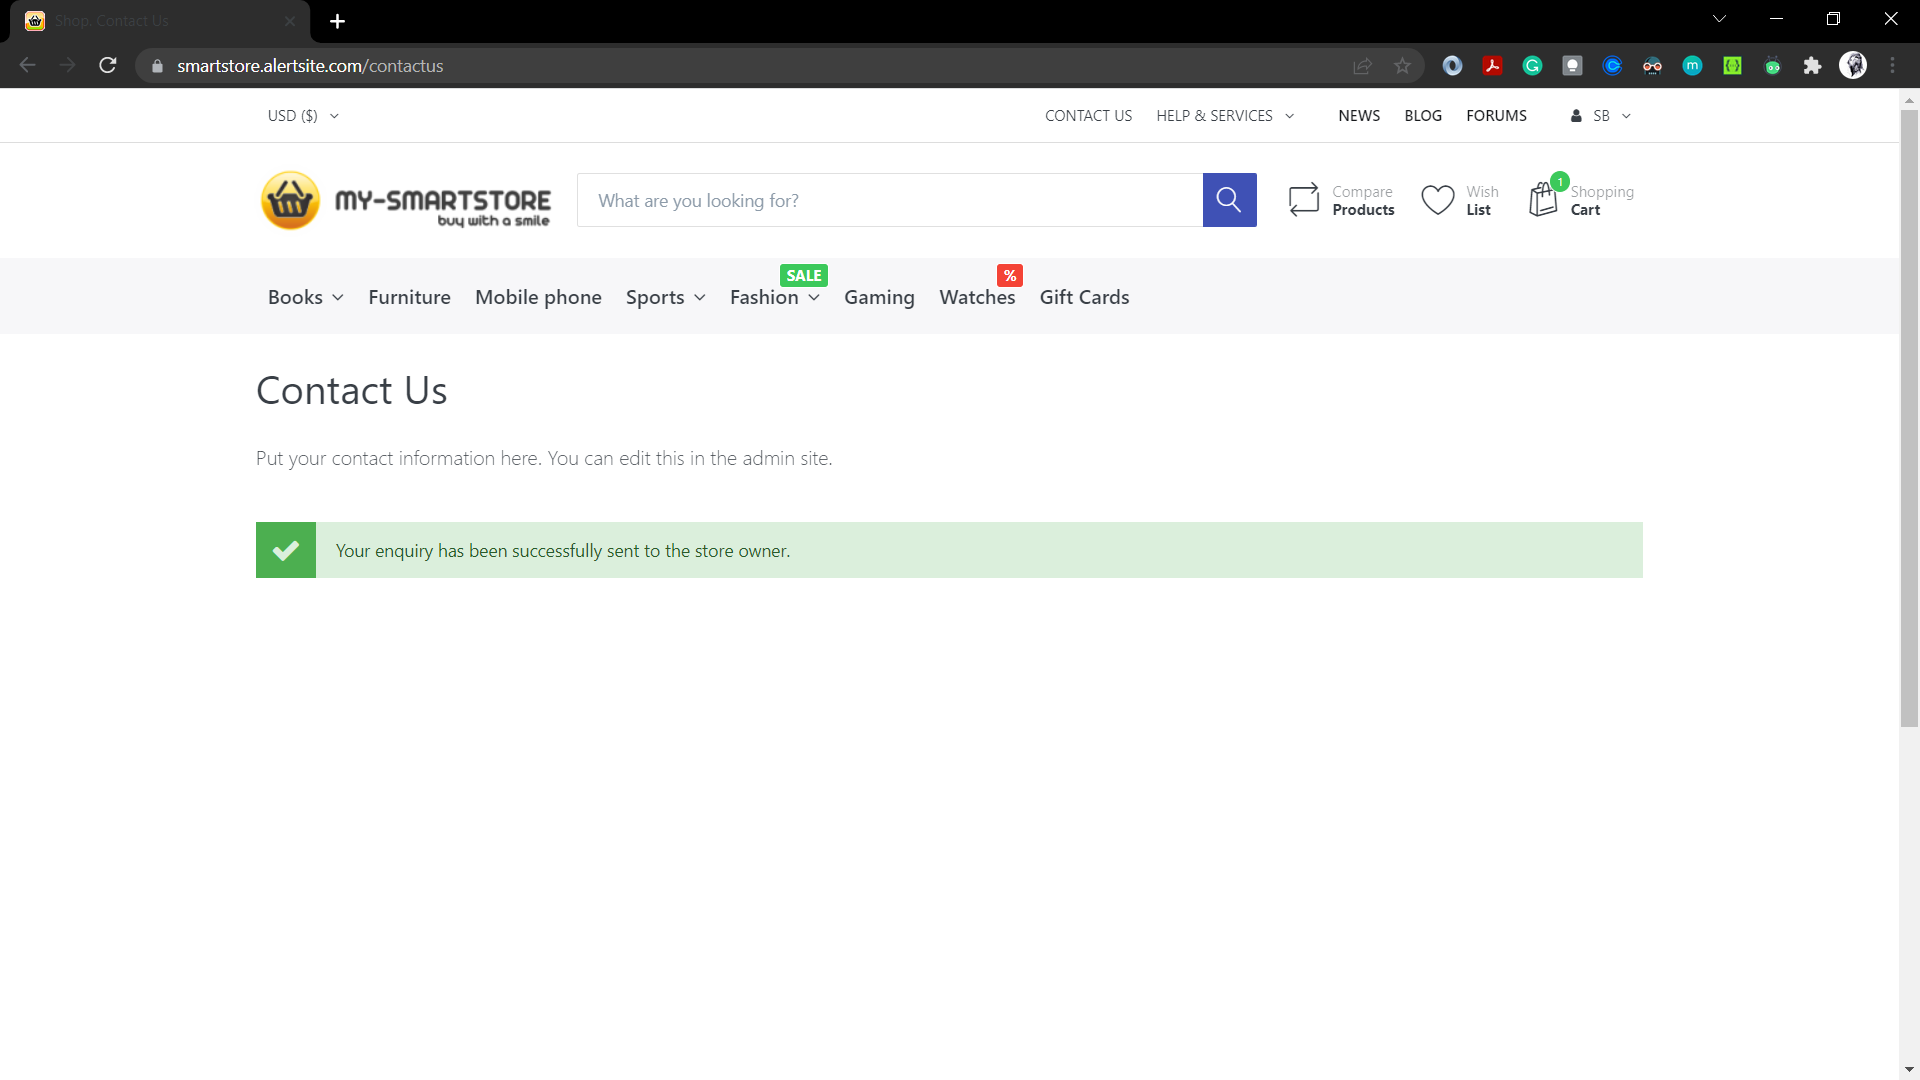 Shop. Contact Us
smartstore.alertsite.com/contactus
USD ($)
CONTACT US
HELP & SERVICES
NEWS
BLOG
FORUMS
SB
MY-SMARTSTORE
buy with a smile
What are you looking for?
Compare
Products
Wish
List
1
Shopping
Cart
Books
Furniture
Mobile phone
Sports
SALE
Fashion
Gaming
%
Watches
Gift Cards
Contact Us
Put your contact information here. You can edit this in the admin site.
Your enquiry has been successfully sent to the store owner.